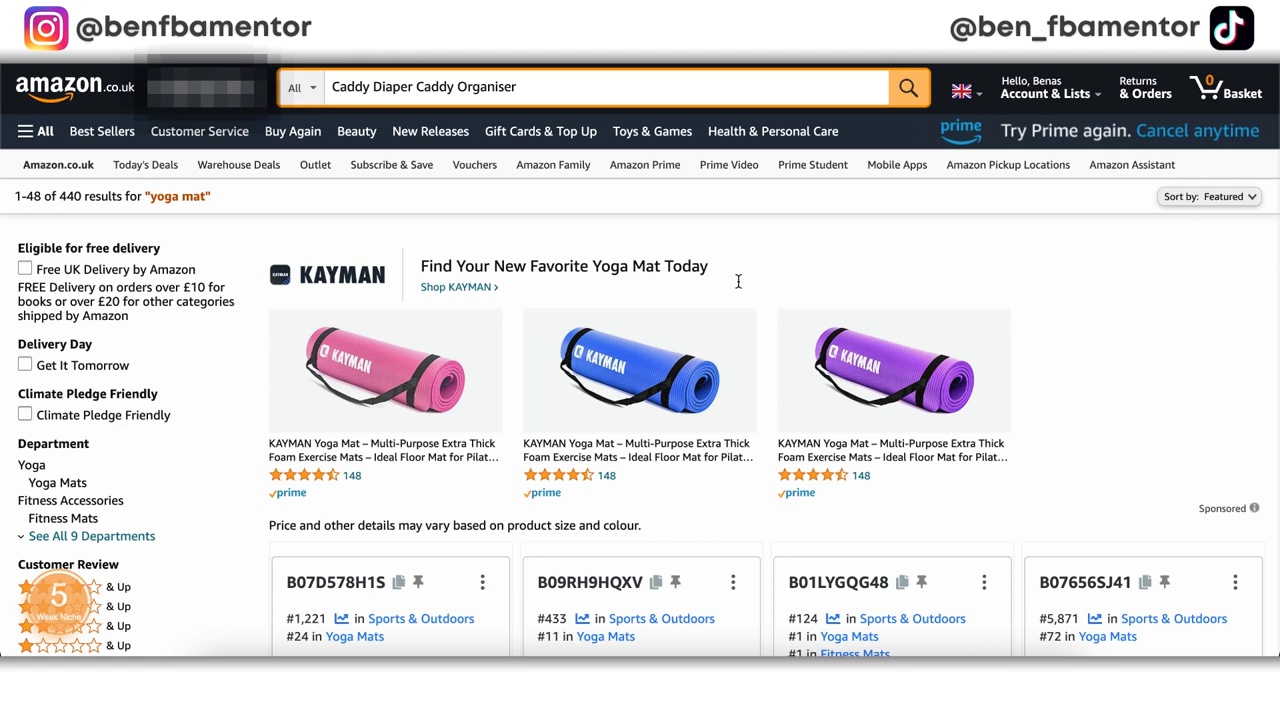 @benfbamentor
@ben_fbamentor
amazon.co.uk
All
Caddy Diaper Caddy Organiser
Hello, Benas
Account & Lists
Returns
& Orders
0
Basket
All Best Sellers Customer Service Buy Again Beauty New Releases Gift Cards & Top Up Toys & Games Health & Personal Care
prime Try Prime again. Cancel anytime
Amazon.co.uk Today's Deals Warehouse Deals Outlet Subscribe & Save Vouchers Amazon Family Amazon Prime Prime Video Prime Student Mobile Apps Amazon Pickup Locations Amazon Assistant
1-48 of 440 results for "yoga mat"
Sort by: Featured
Eligible for free delivery
Free UK Delivery by Amazon
FREE Delivery on orders over £10 for
books or over £20 for other categories
shipped by Amazon
Delivery Day
Get It Tomorrow
Climate Pledge Friendly
Climate Pledge Friendly
Department
Yoga
Yoga Mats
Fitness Accessories
Fitness Mats
See All 9 Departments
Customer Review
& Up
& Up
& Up
& Up
5
Weak Niche
KAYMAN
Find Your New Favorite Yoga Mat Today
Shop KAYMAN ›
KAYMAN
KAYMAN
KAYMAN
KAYMAN Yoga Mat – Multi-Purpose Extra Thick
Foam Exercise Mats – Ideal Floor Mat for Pilat...
148
prime
KAYMAN Yoga Mat – Multi-Purpose Extra Thick
Foam Exercise Mats – Ideal Floor Mat for Pilat...
148
prime
KAYMAN Yoga Mat – Multi-Purpose Extra Thick
Foam Exercise Mats – Ideal Floor Mat for Pilat...
148
prime
Sponsored
Price and other details may vary based on product size and colour.
B07D578H1S
#1,221 in Sports & Outdoors
#24 in Yoga Mats
B09RH9HQXV
#433 in Sports & Outdoors
#11 in Yoga Mats
B01LYGQG48
#124 in Sports & Outdoors
#1 in Yoga Mats
#1 in Fitness Mats
B07656SJ41
#5,871 in Sports & Outdoors
#72 in Yoga Mats